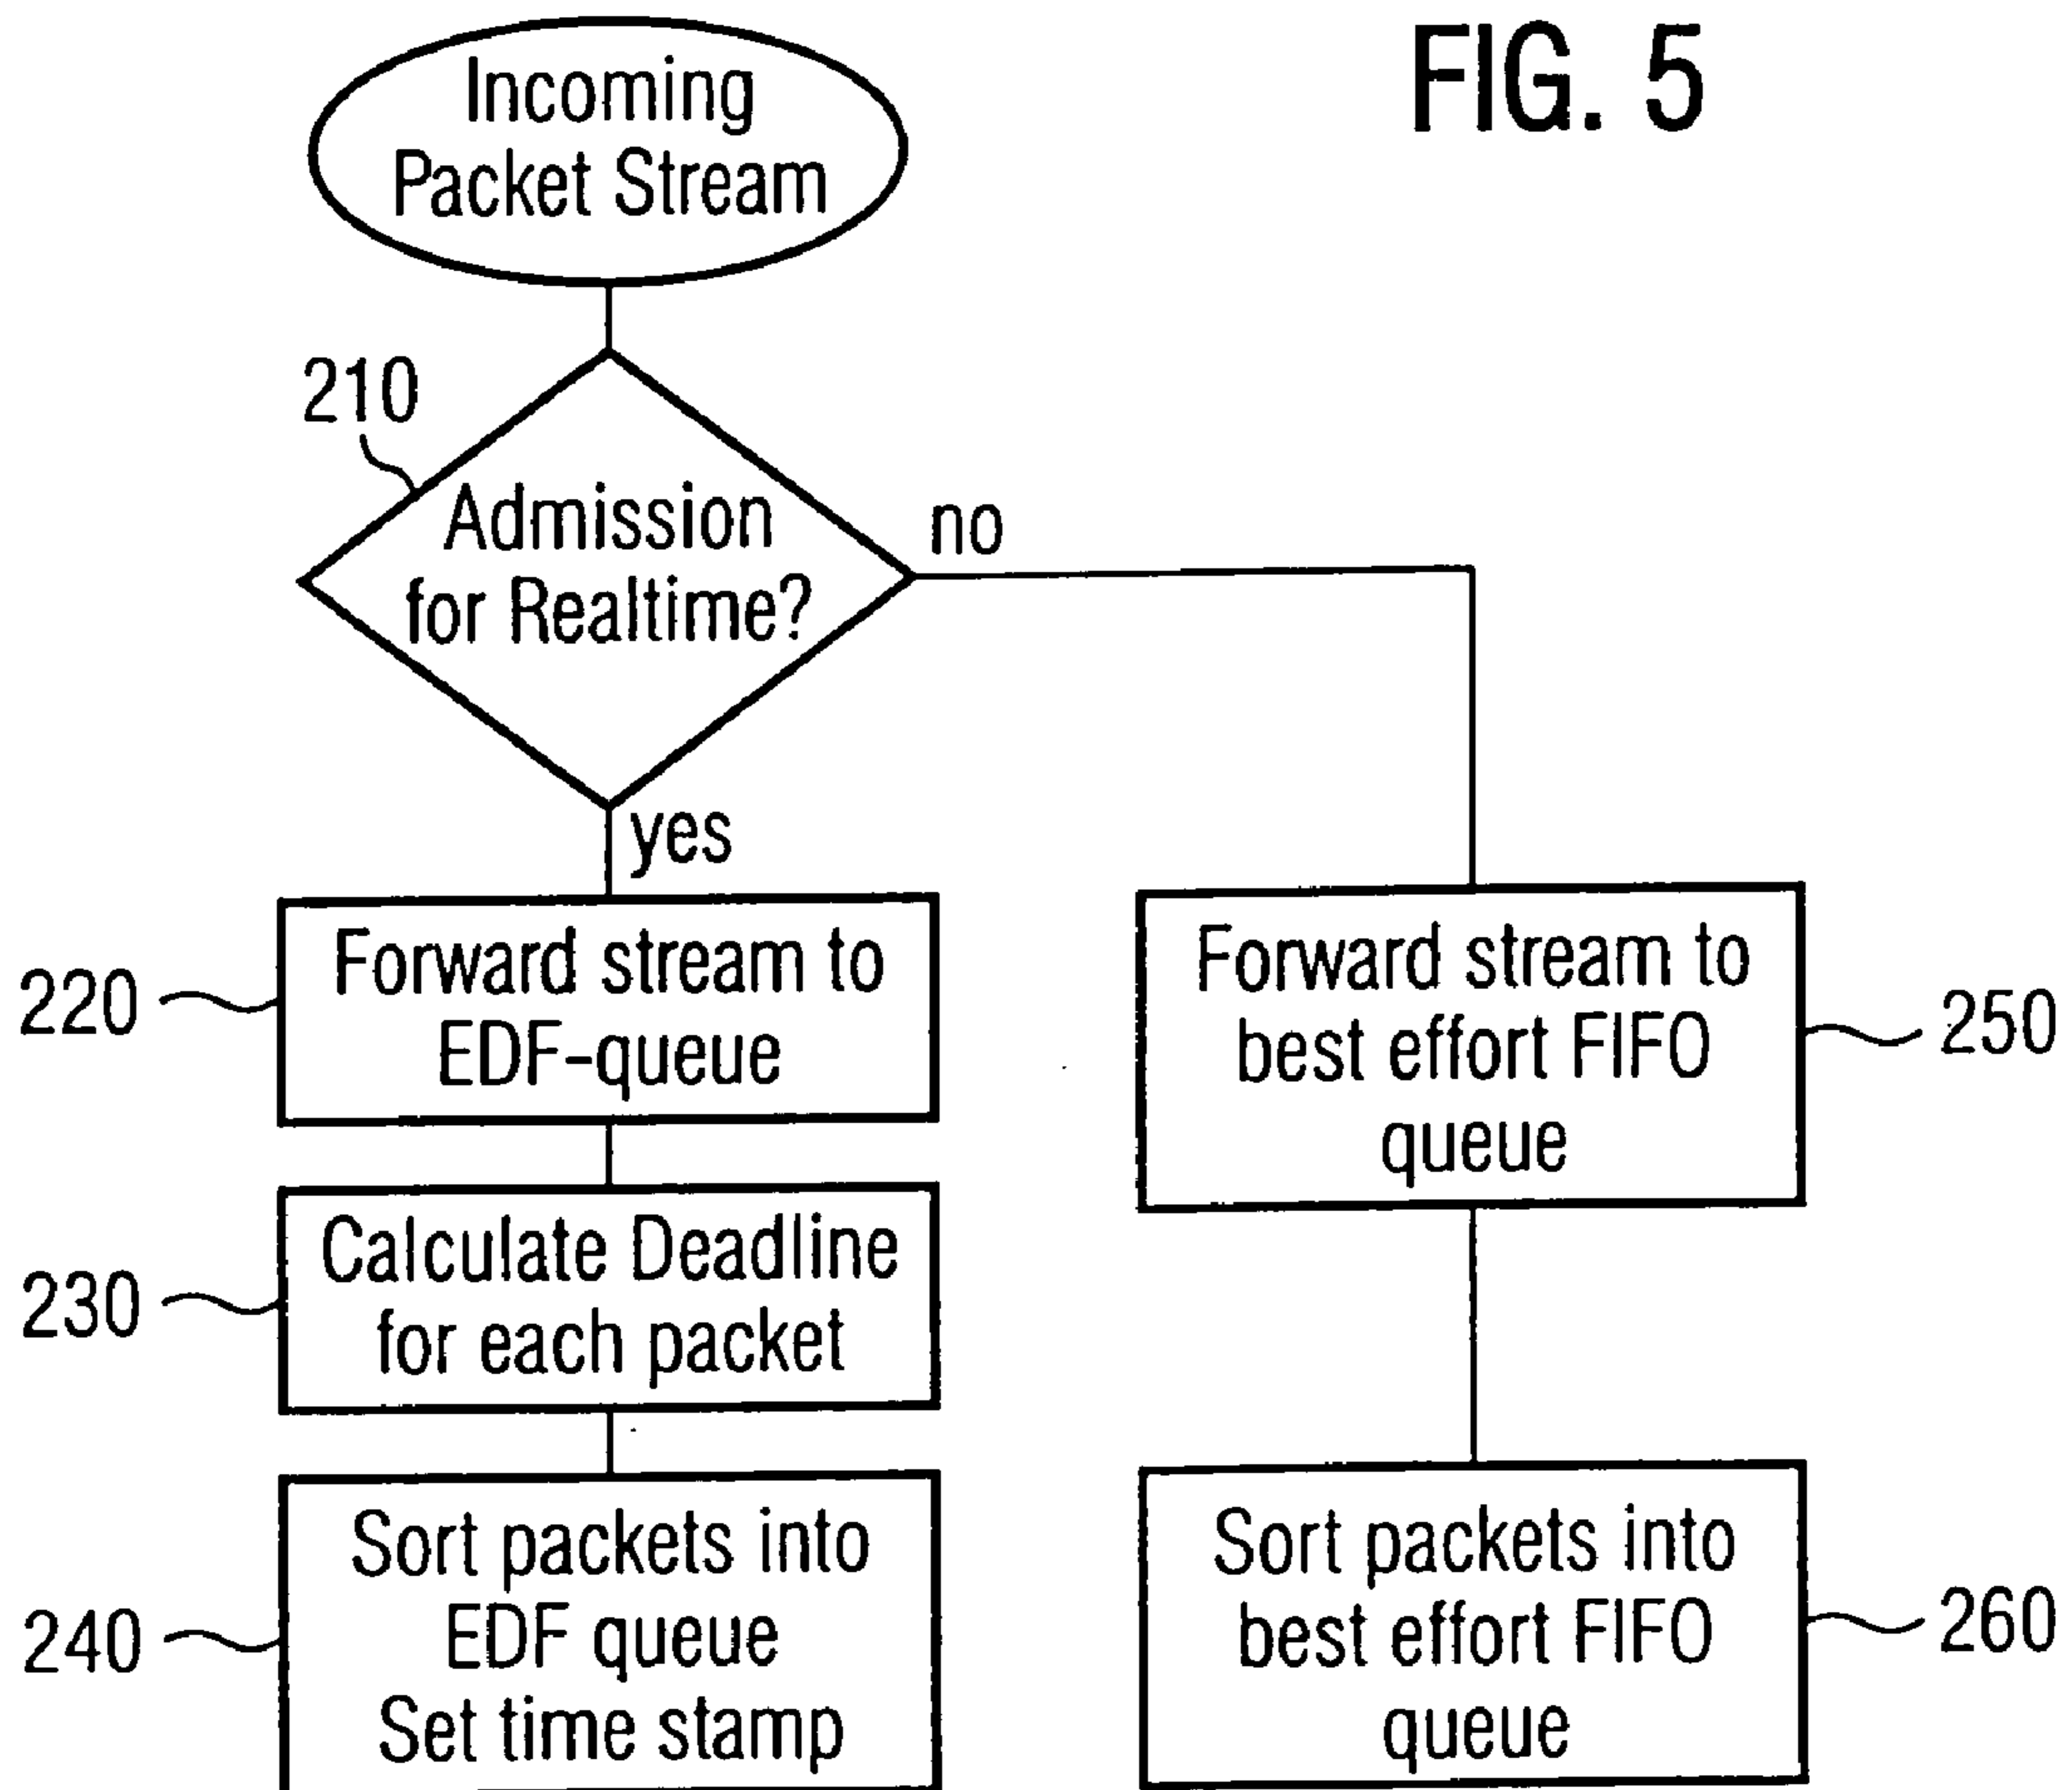 FIG. 5
Incoming
Packet Stream
210
Admission
for Realtime?
no
yes
220
Forward stream to
EDF-queue
Forward stream to
best effort FIFO
queue
250
230
Calculate Deadline
for each packet
240
Sort packets into
EDF queue
Set time stamp
Sort packets into
best effort FIFO
queue
260